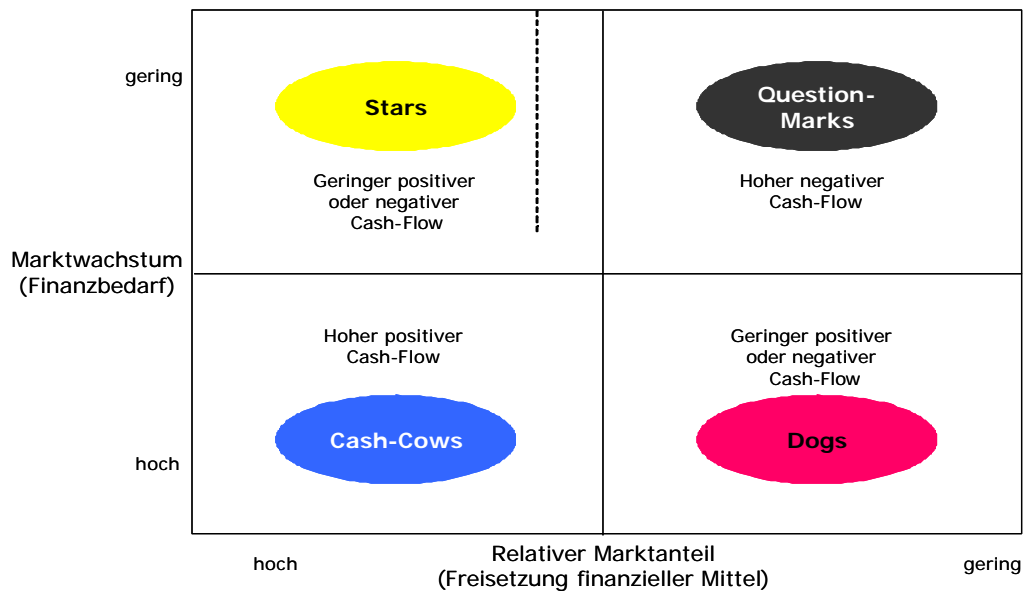 gering
Stars
Question-
Marks
Geringer positiver
oder negativer
Cash-Flow
Hoher negativer
Cash-Flow
Marktwachstum
(Finanzbedarf)
Hoher positiver
Cash-Flow
Geringer positiver
oder negativer
Cash-Flow
Cash-Cows
Dogs
hoch
hoch
Relativer Marktanteil
(Freisetzung finanzieller Mittel)
gering